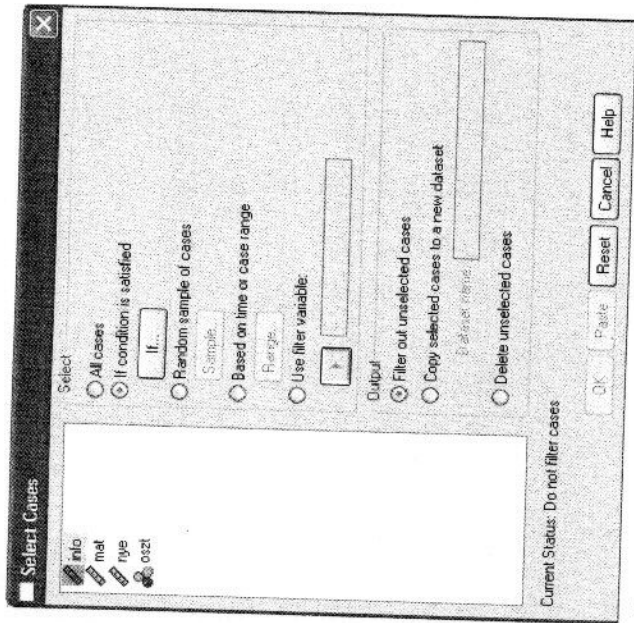 Select Cases
info
mat
nye
oszt
Select
All cases
If condition is satisfied
If...
Random sample of cases
Sample...
Based on time or case range
Range...
Use filter variable:
Output
Filter out unselected cases
Copy selected cases to a new dataset
Dataset name:
Delete unselected cases
Current Status: Do not filter cases
OK
Paste
Reset
Cancel
Help